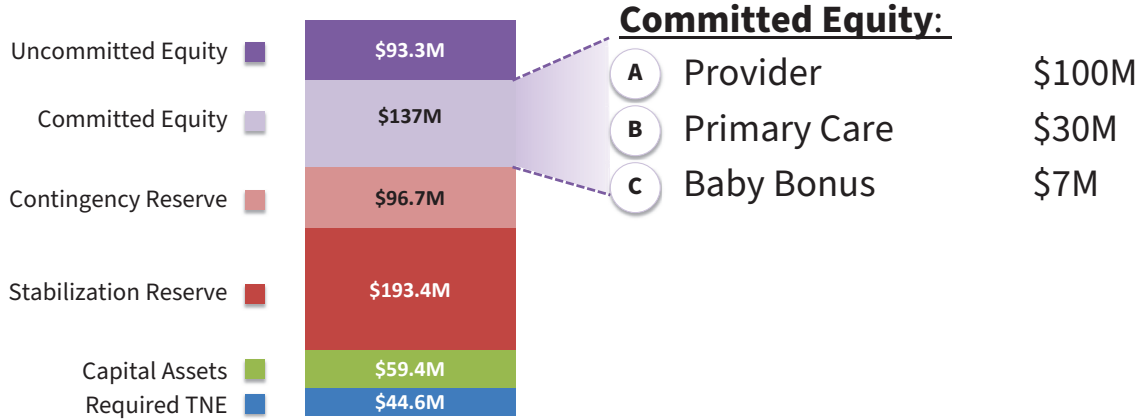 Committed Equity:
Uncommitted Equity $93.3M
Committed Equity $137M
Contingency Reserve $96.7M
Stabilization Reserve $193.4M
Capital Assets $59.4M
Required TNE $44.6M
A Provider $100M
B Primary Care $30M
C Baby Bonus $7M